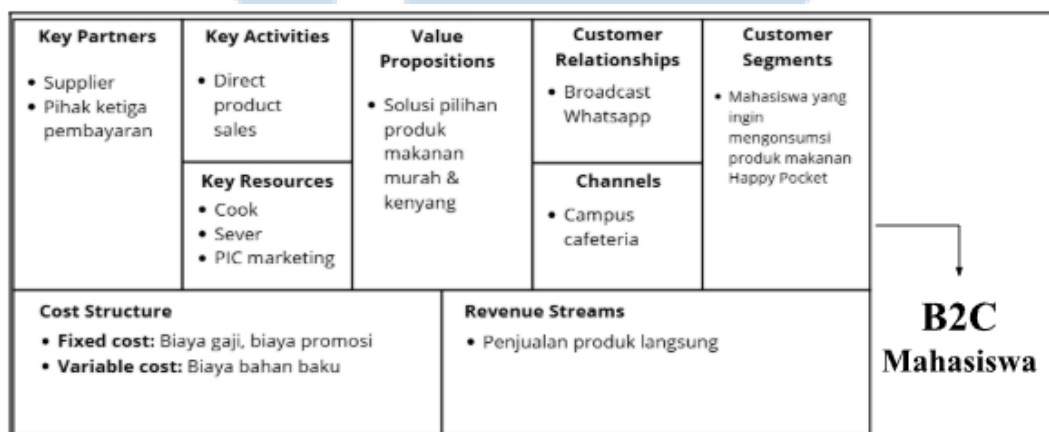 Key Partners
• Supplier
• Pihak ketiga
pembayaran
Key Activities
• Direct
product
sales
Key Resources
• Cook
• Sever
• PIC marketing
Value
Propositions
• Solusi pilihan
produk
makanan
murah &
kenyang
Customer
Relationships
• Broadcast
Whatsapp
Channels
• Campus
cafeteria
Customer
Segments
• Mahasiswa yang
ingin
mengonsumsi
produk makanan
Happy Pocket
Cost Structure
• Fixed cost: Biaya gaji, biaya promosi
• Variable cost: Biaya bahan baku
Revenue Streams
• Penjualan produk langsung
B2C
Mahasiswa